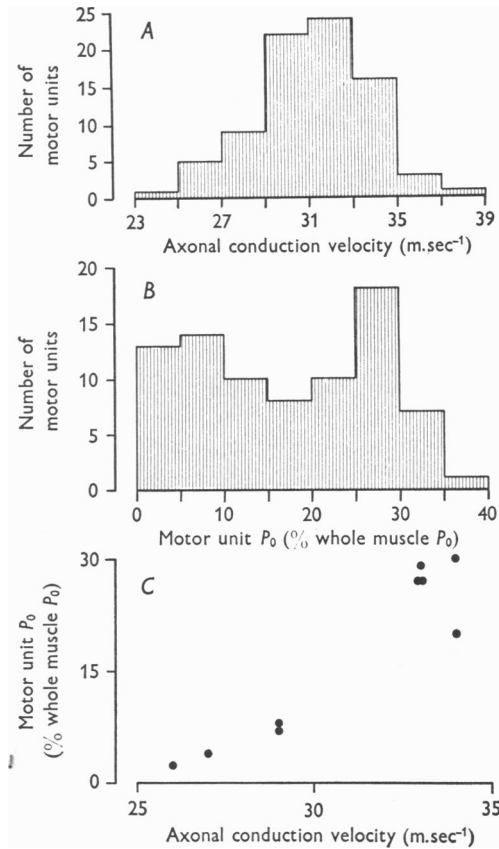 A
25
20
15
10
5
0
Number of
motor units
23 27 31 35 39
Axonal conduction velocity (m.sec⁻¹)
B
20
15
10
5
0
Number of
motor units
0 10 20 30 40
Motor unit P₀ (% whole muscle P₀)
C
30
15
0
Motor unit P₀
(% whole muscle P₀)
25 30 35
Axonal conduction velocity (m.sec⁻¹)